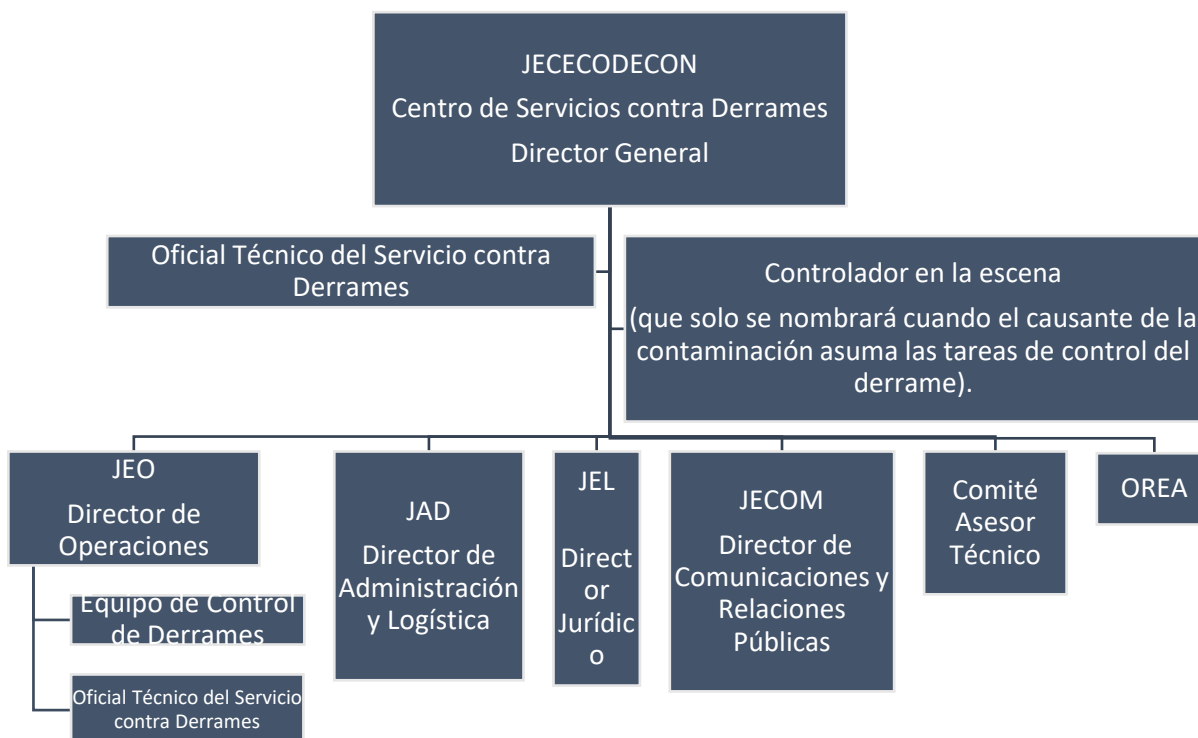 JECECODECON
Centro de Servicios contra Derrames
Director General
Oficial Técnico del Servicio contra
Derrames
Controlador en la escena
(que solo se nombrará cuando el causante de la
contaminación asuma las tareas de control del
derrame).
JEO
Director de
Operaciones
JAD
Director de
Administración
y Logística
JEL
Direct
or
Jurídic
o
JECOM
Director de
Comunicaciones y
Relaciones
Públicas
Comité
Asesor
Técnico
OREA
Equipo de Control
de Derrames
Oficial Técnico del Servicio
contra Derrames